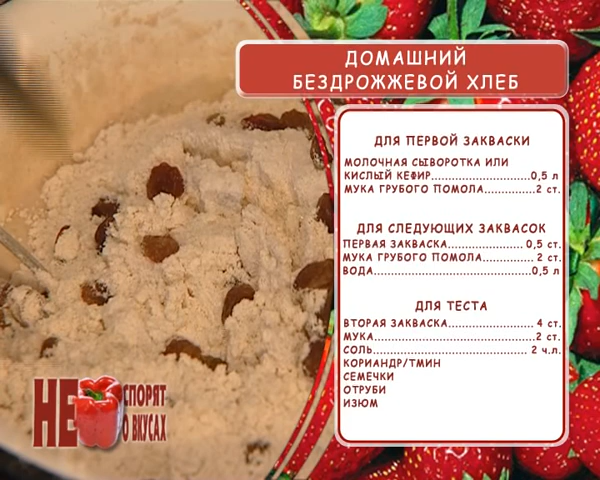 ДОМАШНИЙ
БЕЗДРОЖЖЕВОЙ ХЛЕБ
ДЛЯ ПЕРВОЙ ЗАКВАСКИ
МОЛОЧНАЯ СЫВОРОТКА ИЛИ
КИСЛЫЙ КЕФИР............................0,5 л
МУКА ГРУБОГО ПОМОЛА..............2 ст.
ДЛЯ СЛЕДУЮЩИХ ЗАКВАСОК
ПЕРВАЯ ЗАКВАСКА..................... 0,5 ст.
МУКА ГРУБОГО ПОМОЛА.............. 2 ст.
ВОДА............................................0,5 л
ДЛЯ ТЕСТА
ВТОРАЯ ЗАКВАСКА........................ 4 ст.
МУКА.............................................2 ст.
СОЛЬ........................................... 2 ч.л.
КОРИАНДР/ТМИН
СЕМЕЧКИ
ОТРУБИ
ИЗЮМ
НЕ СПОРЯТ
О ВКУСАХ